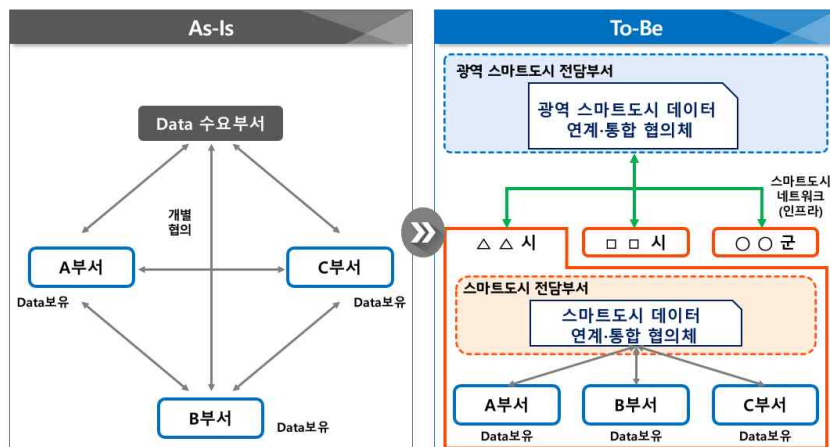 As-Is
Data 수요부서
개별
협의
A부서
Data보유
C부서
Data보유
B부서
Data보유
To-Be
광역 스마트도시 전담부서
광역 스마트도시 데이터
연계·통합 협의체
스마트도시
네트워크
(인프라)
△ △ 시
□ □ 시
○ ○ 군
스마트도시 전담부서
스마트도시 데이터
연계·통합 협의체
A부서
B부서
C부서
Data보유
Data보유
Data보유